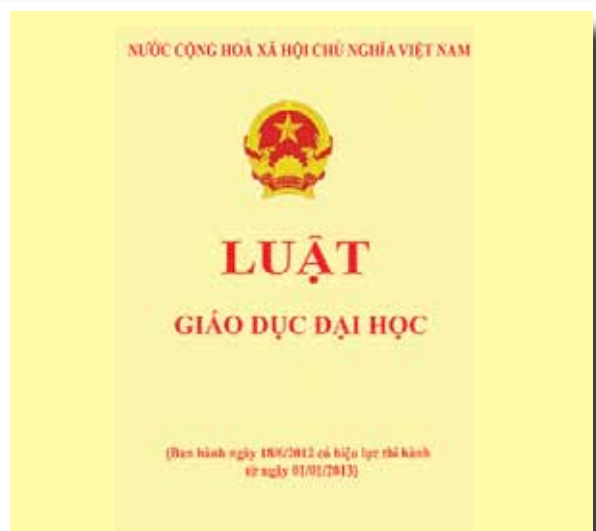 NƯỚC CỘNG HOÀ XÃ HỘI CHỦ NGHĨA VIỆT NAM
LUẬT
GIÁO DỤC ĐẠI HỌC
(Ban hành ngày 18/6/2012 có hiệu lực thi hành
từ ngày 01/01/2013)